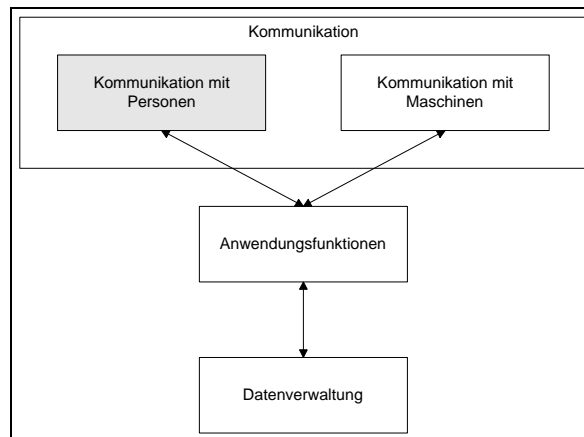 Kommunikation
Kommunikation mit
Personen
Kommunikation mit
Maschinen
Anwendungsfunktionen
Datenverwaltung